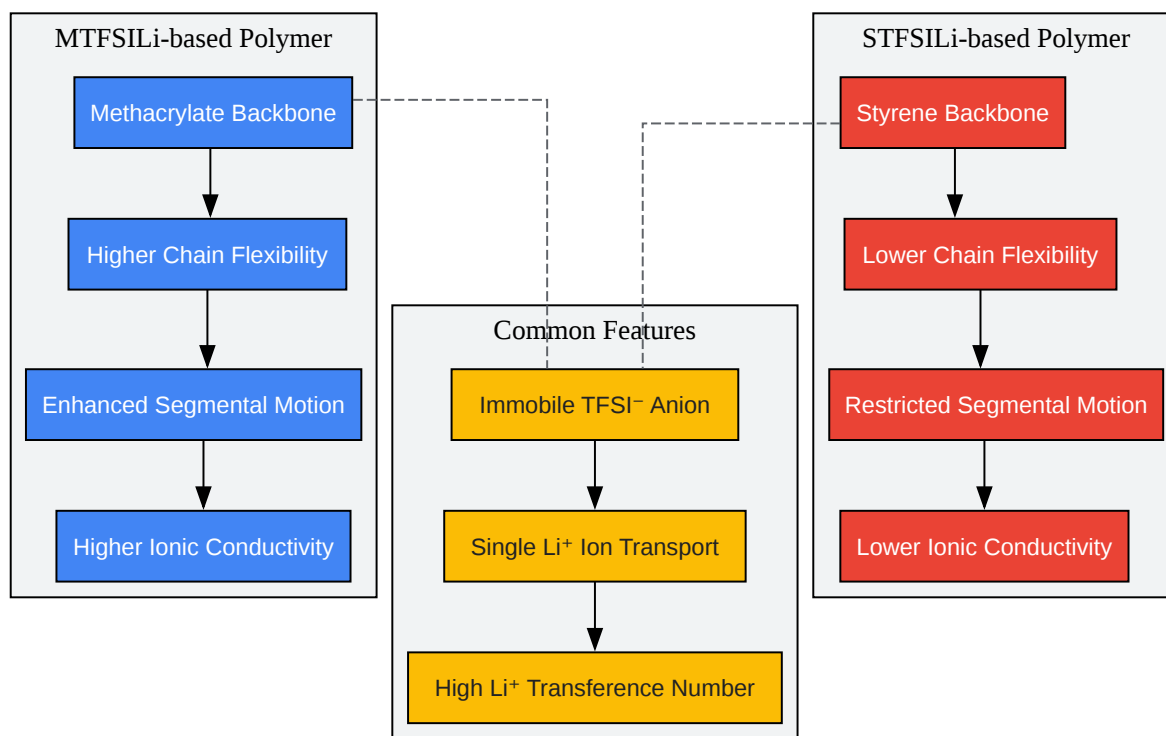 MTFSILi-based Polymer
Methacrylate Backbone
Higher Chain Flexibility
Enhanced Segmental Motion
Higher Ionic Conductivity
Common Features
Immobile TFSI⁻ Anion
Single Li⁺ Ion Transport
High Li⁺ Transference Number
STFSILi-based Polymer
Styrene Backbone
Lower Chain Flexibility
Restricted Segmental Motion
Lower Ionic Conductivity